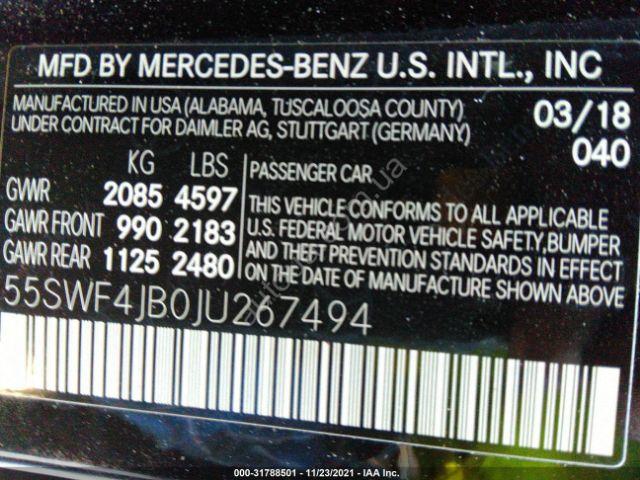 MFD BY MERCEDES-BENZ U.S. INTL., INC
MANUFACTURED IN USA (ALABAMA, TUSCALOOSA COUNTY) 03/18
UNDER CONTRACT FOR DAIMLER AG, STUTTGART (GERMANY) 040
KG LBS
GWR 2085 4597
GAWR FRONT 990 2183
GAWR REAR 1125 2480
PASSENGER CAR
THIS VEHICLE CONFORMS TO ALL APPLICABLE
U.S. FEDERAL MOTOR VEHICLE SAFETY, BUMPER
AND THEFT PREVENTION STANDARDS IN EFFECT
ON THE DATE OF MANUFACTURE SHOWN ABOVE
55SWF4JB0JU267494
000-31788501 - 11/23/2021 - IAA Inc.